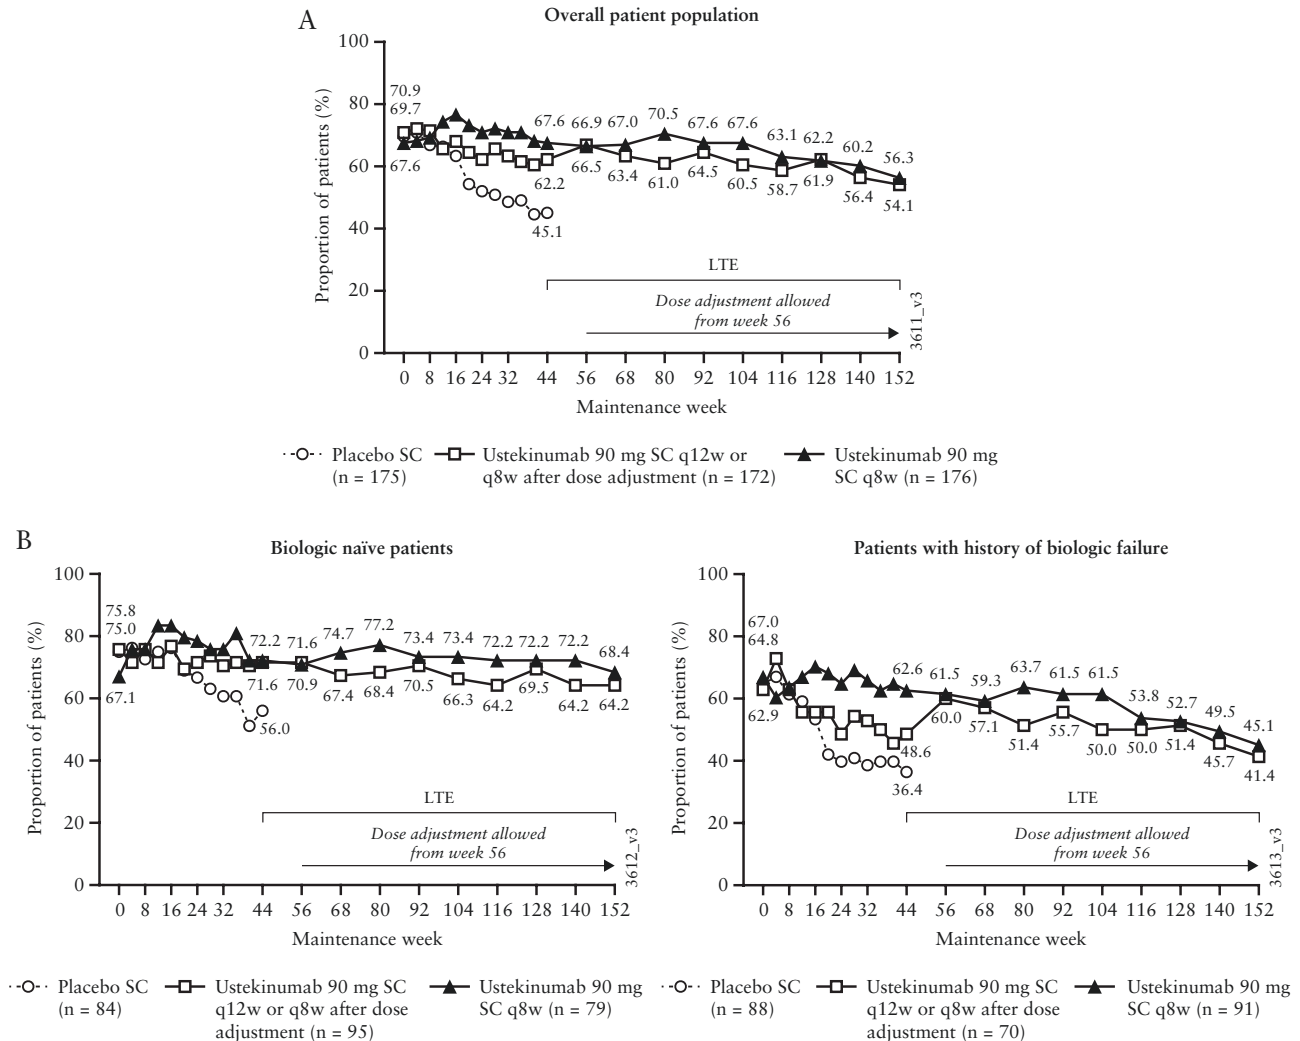 A
Overall patient population
Proportion of patients (%)
100
80
60
40
20
0
70.9
69.7
67.6
67.6
66.9
67.0
70.5
67.6
67.6
63.1
62.2
60.2
56.3
62.2
66.5
63.4
61.0
64.5
60.5
58.7
61.9
56.4
54.1
45.1
LTE
Dose adjustment allowed
from week 56
3611_v3
0 8 16 24 32 44 56 68 80 92 104 116 128 140 152
Maintenance week
Placebo SC
(n = 175)
Ustekinumab 90 mg SC q12w or
q8w after dose adjustment (n = 172)
Ustekinumab 90 mg
SC q8w (n = 176)
B
Biologic naïve patients
Proportion of patients (%)
100
80
60
40
20
0
75.8
75.0
67.1
72.2
71.6
74.7
77.2
73.4
73.4
72.2
72.2
72.2
68.4
71.6
70.9
67.4
68.4
70.5
66.3
64.2
69.5
64.2
64.2
56.0
LTE
Dose adjustment allowed
from week 56
3612_v3
0 8 16 24 32 44 56 68 80 92 104 116 128 140 152
Maintenance week
Placebo SC
(n = 84)
Ustekinumab 90 mg SC
q12w or q8w after dose
adjustment (n = 95)
Ustekinumab 90 mg
SC q8w (n = 79)
Patients with history of biologic failure
Proportion of patients (%)
100
80
60
40
20
0
67.0
64.8
62.9
62.6
61.5
59.3
63.7
61.5
61.5
53.8
52.7
49.5
45.1
48.6
60.0
57.1
51.4
55.7
50.0
50.0
51.4
45.7
41.4
36.4
LTE
Dose adjustment allowed
from week 56
3613_v3
0 8 16 24 32 44 56 68 80 92 104 116 128 140 152
Maintenance week
Placebo SC
(n = 88)
Ustekinumab 90 mg SC
q12w or q8w after dose
adjustment (n = 70)
Ustekinumab 90 mg
SC q8w (n = 91)